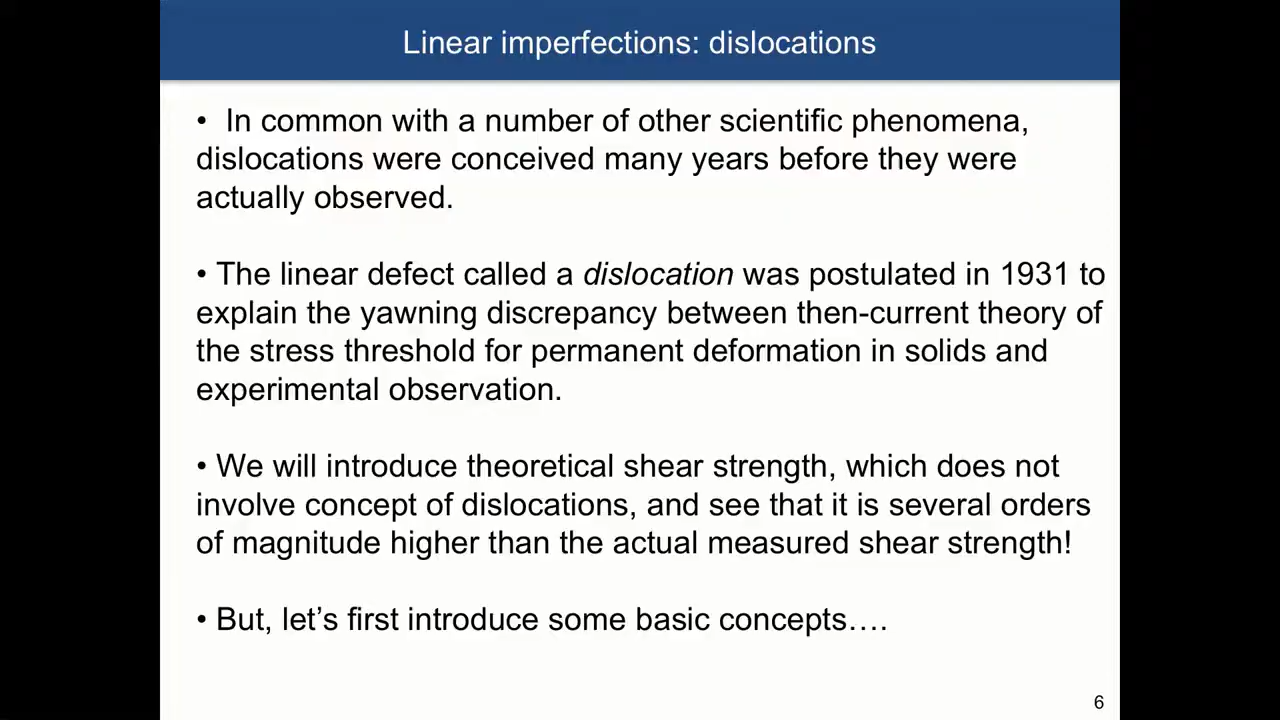 Linear imperfections: dislocations
• In common with a number of other scientific phenomena,
dislocations were conceived many years before they were
actually observed.
• The linear defect called a dislocation was postulated in 1931 to
explain the yawning discrepancy between then-current theory of
the stress threshold for permanent deformation in solids and
experimental observation.
• We will introduce theoretical shear strength, which does not
involve concept of dislocations, and see that it is several orders
of magnitude higher than the actual measured shear strength!
• But, let’s first introduce some basic concepts….
6